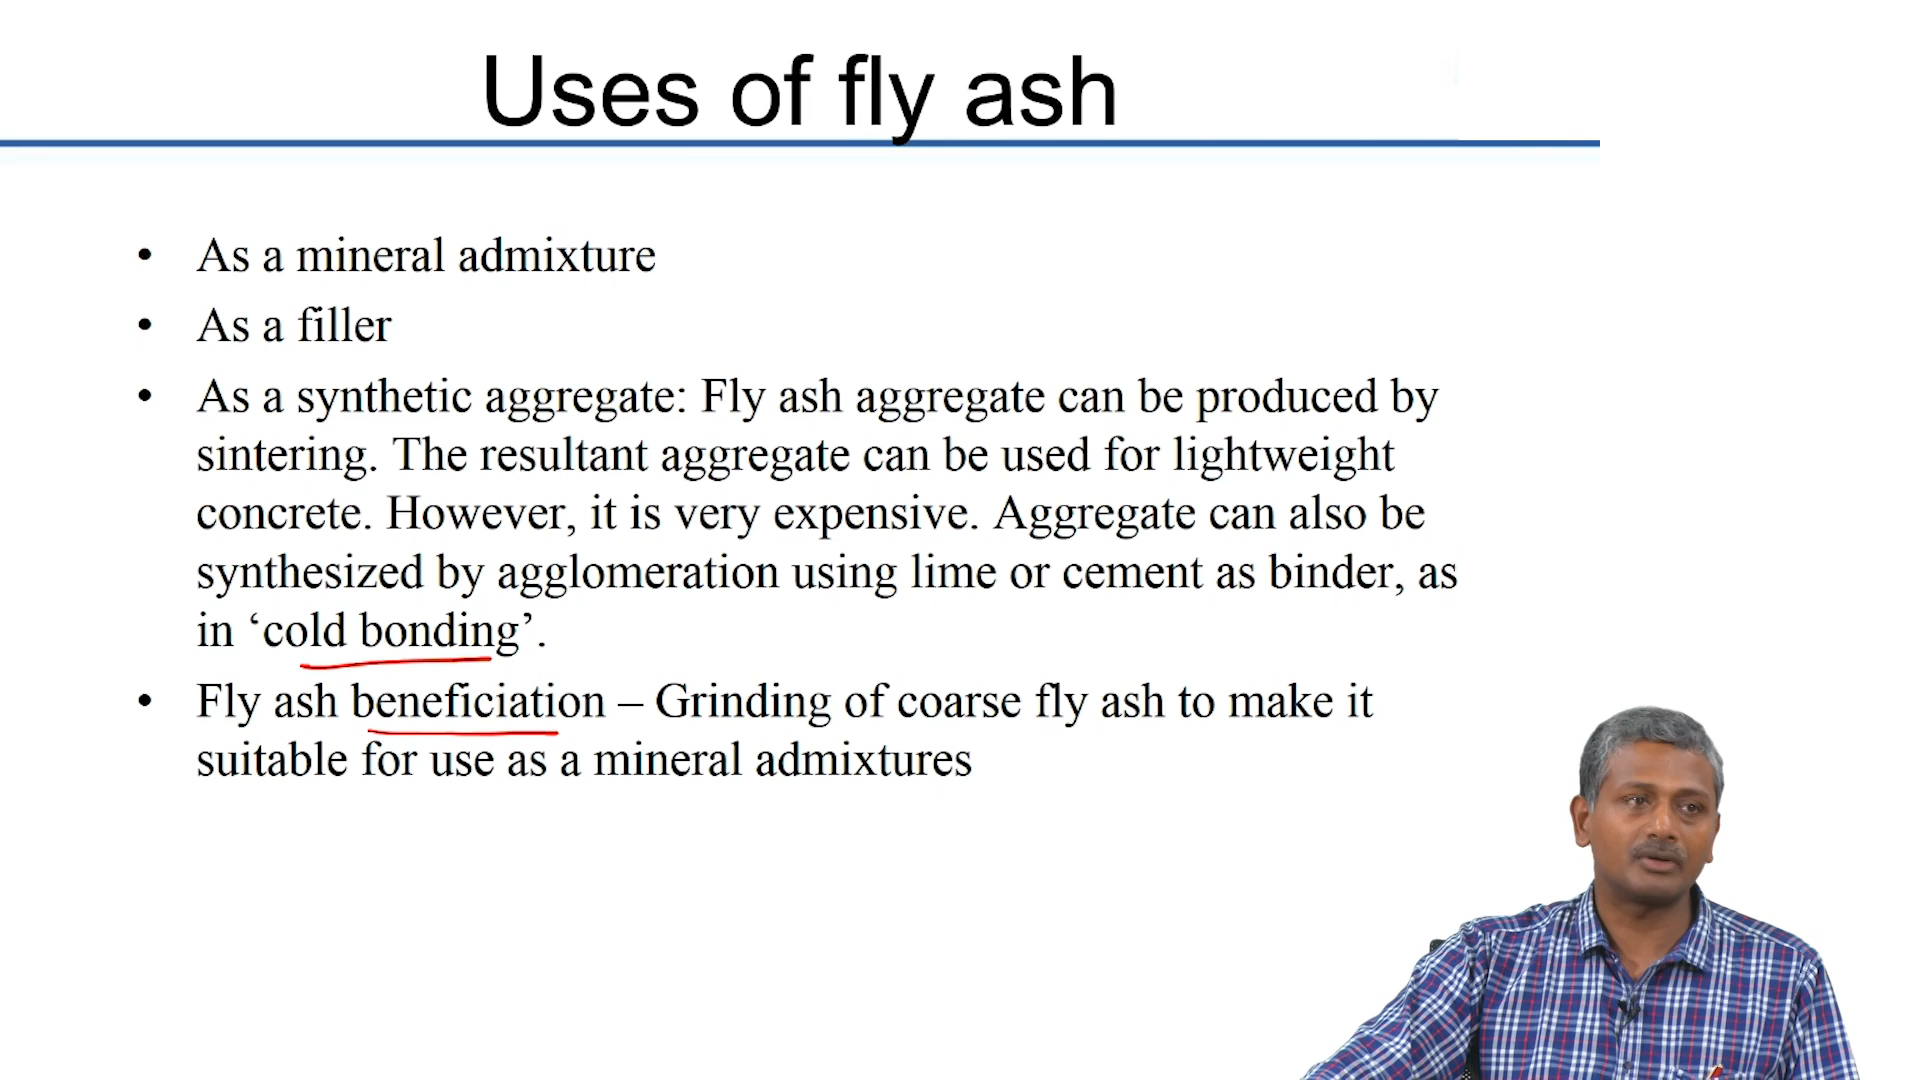 Uses of fly ash
• As a mineral admixture
• As a filler
• As a synthetic aggregate: Fly ash aggregate can be produced by
sintering. The resultant aggregate can be used for lightweight
concrete. However, it is very expensive. Aggregate can also be
synthesized by agglomeration using lime or cement as binder, as
in ‘cold bonding’.
• Fly ash beneficiation – Grinding of coarse fly ash to make it
suitable for use as a mineral admixtures